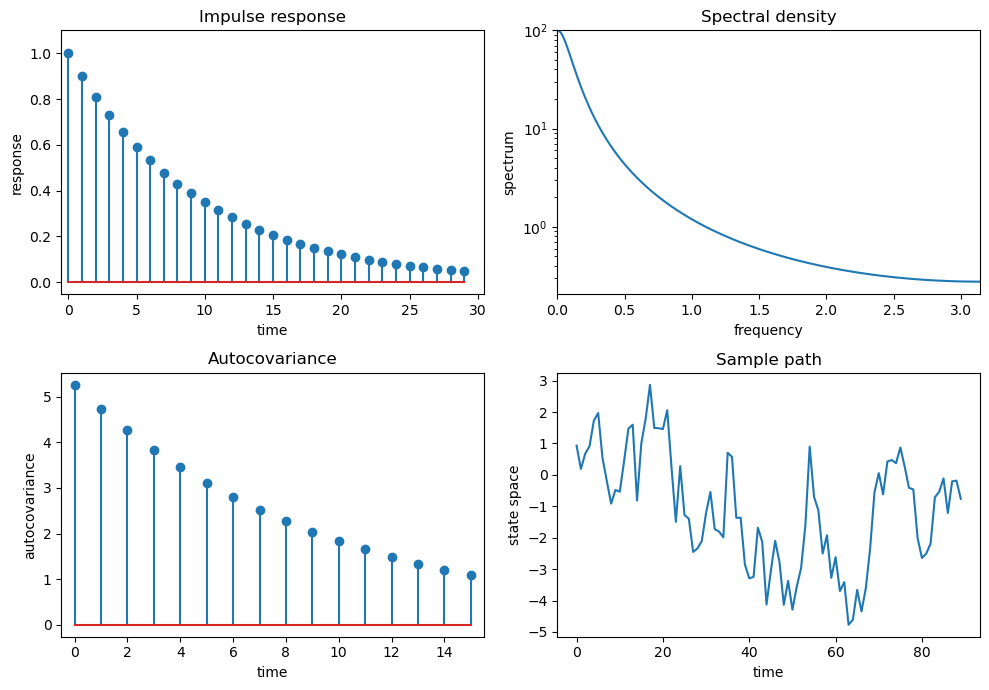 Impulse response
1.0
0.8
0.6
0.4
0.2
0.0
response
0 5 10 15 20 25 30
time
Spectral density
10²
10¹
10⁰
spectrum
0.0 0.5 1.0 1.5 2.0 2.5 3.0
frequency
Autocovariance
5
4
3
2
1
0
autocovariance
0 2 4 6 8 10 12 14
time
Sample path
3
2
1
0
−1
−2
−3
−4
−5
state space
0 20 40 60 80
time